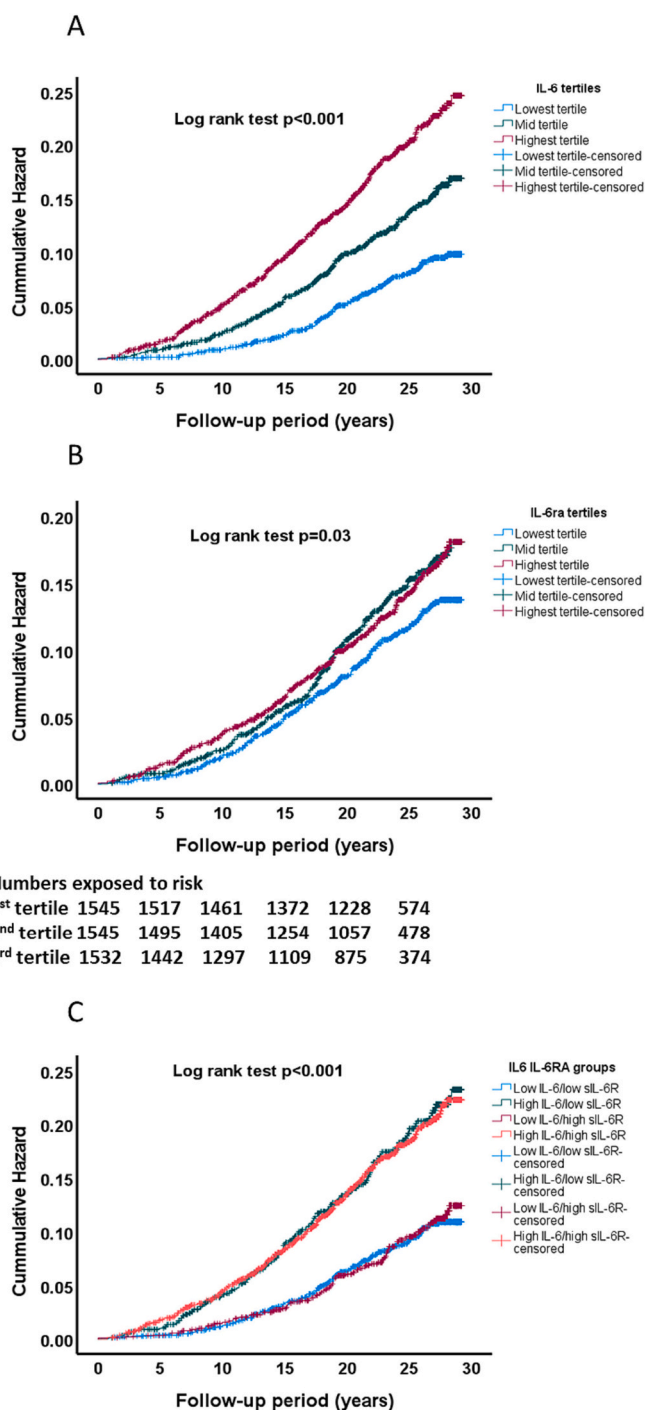 A
IL-6 tertiles
Lowest tertile
Mid tertile
Highest tertile
Lowest tertile-censored
Mid tertile-censored
Highest tertile-censored
Log rank test p<0.001
Cummulative Hazard
0.25
0.20
0.15
0.10
0.05
0.00
0 5 10 15 20 25 30
Follow-up period (years)
B
IL-6ra tertiles
Lowest tertile
Mid tertile
Highest tertile
Lowest tertile-censored
Mid tertile-censored
Highest tertile-censored
Log rank test p=0.03
Cummulative Hazard
0.20
0.15
0.10
0.05
0.00
0 5 10 15 20 25 30
Follow-up period (years)
Numbers exposed to risk
st tertile 1545 1517 1461 1372 1228 574
nd tertile 1545 1495 1405 1254 1057 478
rd tertile 1532 1442 1297 1109 875 374
C
IL6 IL-6RA groups
Low IL-6/low sIL-6R
High IL-6/low sIL-6R
Low IL-6/high sIL-6R
High IL-6/high sIL-6R
Low IL-6/low sIL-6R-
censored
High IL-6/low sIL-6R-
censored
Low IL-6/high sIL-6R-
censored
High IL-6/high sIL-6R-
censored
Log rank test p<0.001
Cummulative Hazard
0.25
0.20
0.15
0.10
0.05
0.00
0 5 10 15 20 25 30
Follow-up period (years)